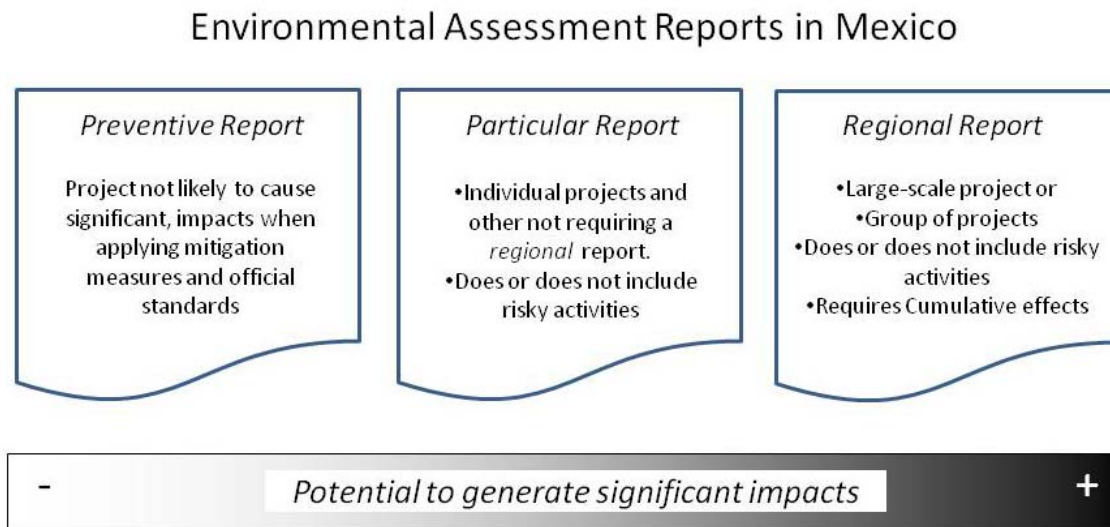 Environmental Assessment Reports in Mexico
Preventive Report
Project not likely to cause
significant, impacts when
applying mitigation
measures and official
standards
Particular Report
•Individual projects and
other not requiring a
regional report.
•Does or does not include
risky activities
Regional Report
•Large-scale project or
•Group of projects
•Does or does not include risky
activities
•Requires Cumulative effects
-
Potential to generate significant impacts
+